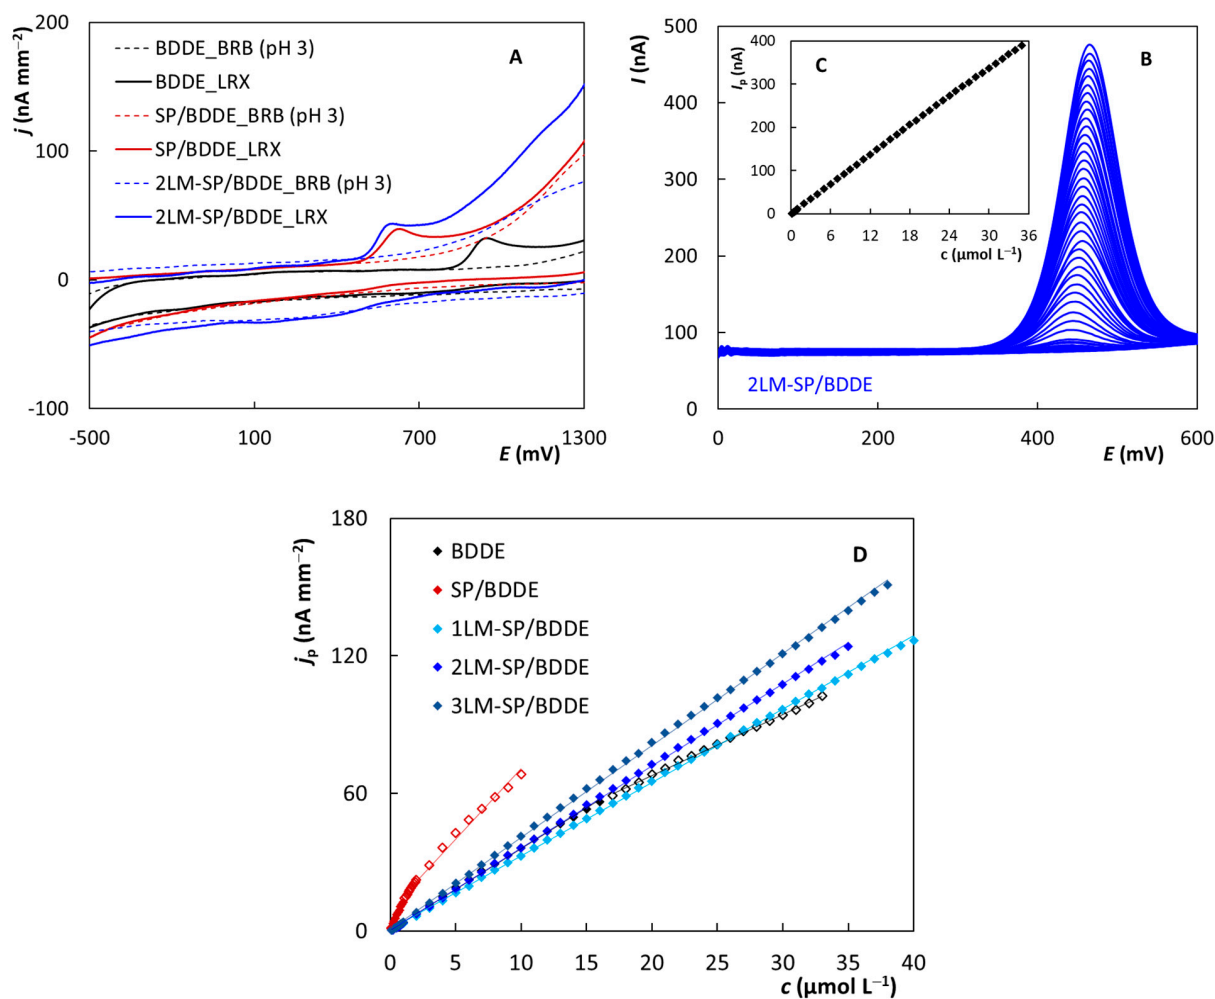 200
100
0
-100
j (nA mm⁻²)
BDDE_BRB (pH 3)
BDDE_LRX
SP/BDDE_BRB (pH 3)
SP/BDDE_LRX
2LM-SP/BDDE_BRB (pH 3)
2LM-SP/BDDE_LRX
A
-500 100 700 1300
E (mV)
500
400
300
200
100
0
I (nA)
B
400
300
200
100
0
Iₚ (nA)
C
0 6 12 18 24 30 36
c (µmol L⁻¹)
2LM-SP/BDDE
0 200 400 600
E (mV)
180
120
60
0
jₚ (nA mm⁻²)
BDDE
SP/BDDE
1LM-SP/BDDE
2LM-SP/BDDE
3LM-SP/BDDE
D
0 5 10 15 20 25 30 35 40
c (µmol L⁻¹)